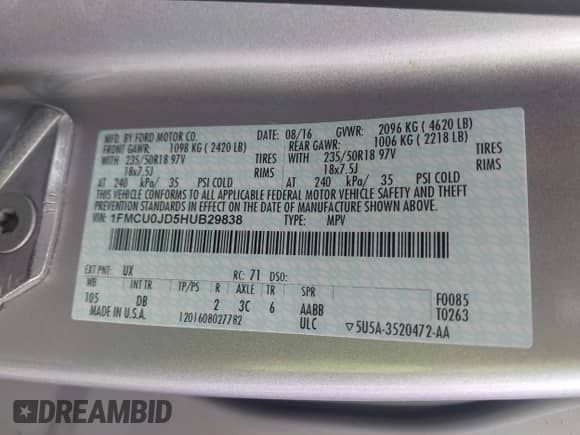 MFD. BY FORD MOTOR CO. DATE: 08/16 GVWR: 2096 KG ( 4620 LB)
FRONT GAWR: 1098 KG ( 2420 LB) REAR GAWR: 1006 KG ( 2218 LB)
WITH 235/50R18 97V TIRES WITH 235/50R18 97V TIRES
18x7.5J RIMS 18x7.5J RIMS
AT 240 kPa/ 35 PSI COLD AT 240 kPa/ 35 PSI COLD
THIS VEHICLE CONFORMS TO ALL APPLICABLE FEDERAL MOTOR VEHICLE SAFETY AND THEFT
PREVENTION STANDARDS IN EFFECT ON THE DATE OF MANUFACTURE SHOWN ABOVE.
VIN: 1FMCU0JD5HUB29838 TYPE: MPV
EXT PNT: UX RC: 71 DSO:
WB INT TR TP/PS R AXLE TR SPR
105 DB 2 3C 6 AABB F0085
MADE IN U.S.A. 1201608027782 ULC ▽5U5A-3520472-AA T0263
DREAMBID